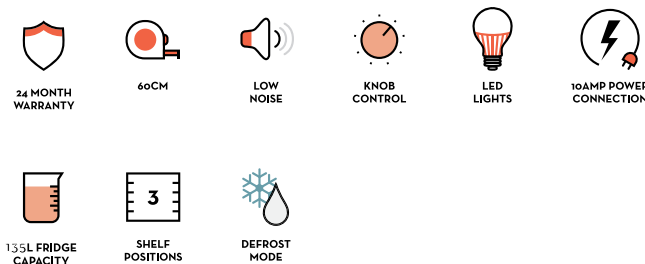 24 MONTH
WARRANTY
60CM
LOW
NOISE
KNOB
CONTROL
LED
LIGHTS
10AMP POWER
CONNECTION
135L FRIDGE
CAPACITY
3
SHELF
POSITIONS
DEFROST
MODE